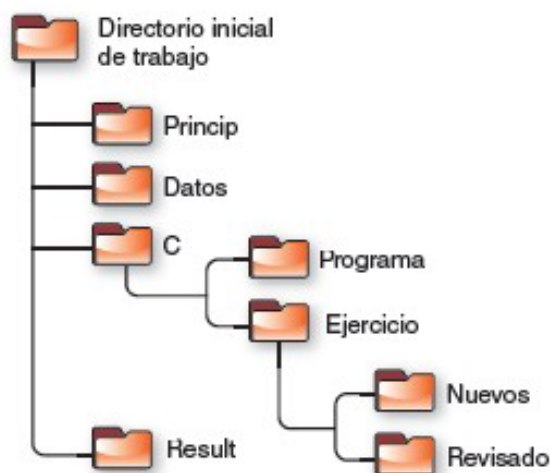 Directorio inicial
de trabajo
Princip
Datos
C
Programa
Ejercicio
Nuevos
Revisado
Result